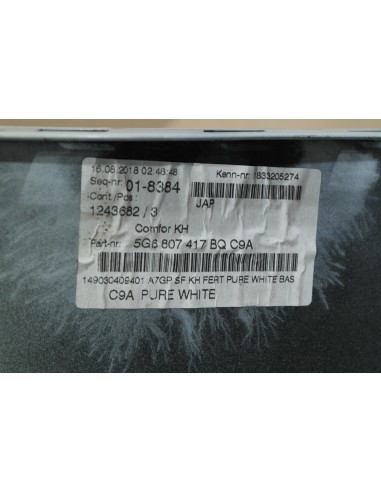 16.08.2018 02:48:48 Kenn-nr. 1833205274
Seq-nr. 01-8384
JAP
Cont./Pos.:
1243682 / 3
Comfor KH
Part-nr. 5G6 807 417 BQ C9A
149030409401 A7GP SF KH FERT PURE WHITE BAS
C9A PURE WHITE